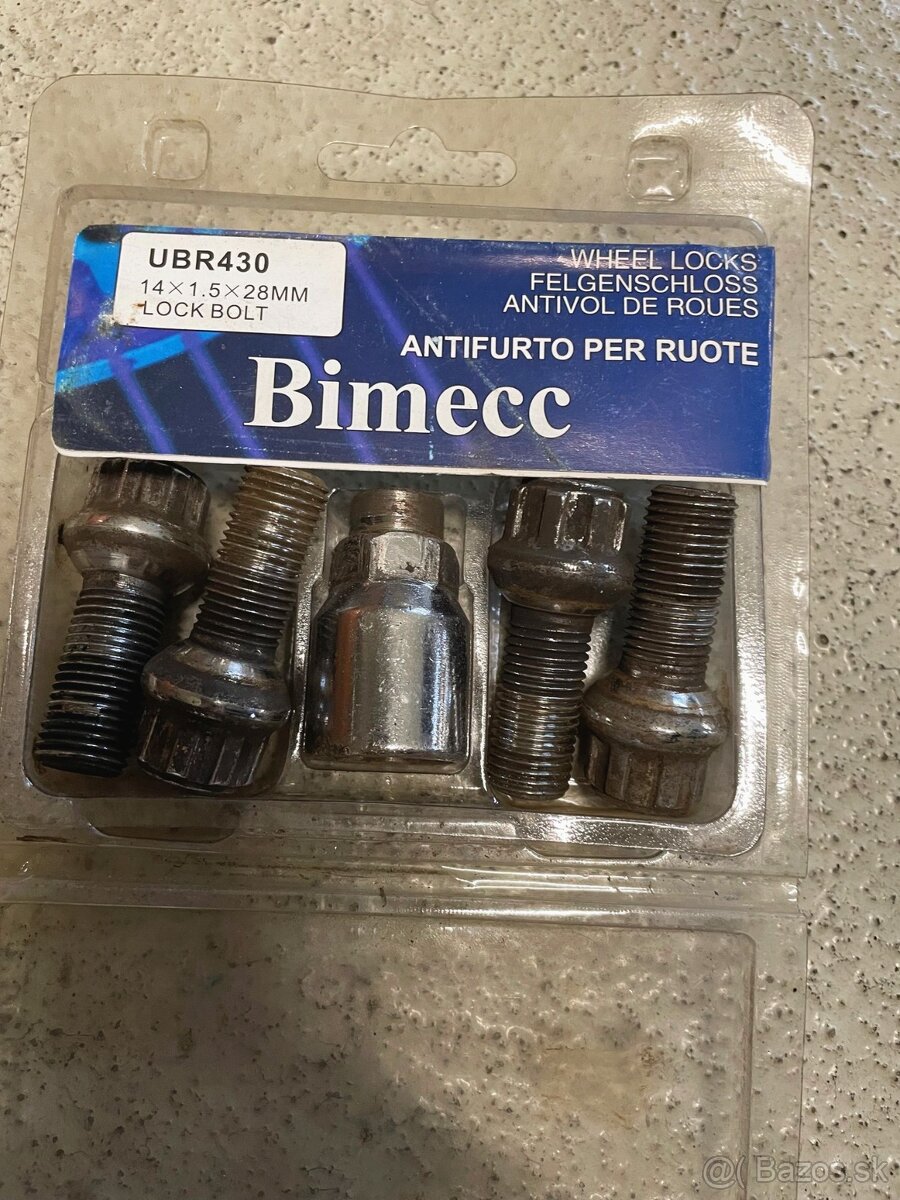 UBR430
14×1.5×28MM
LOCK BOLT
WHEEL LOCKS
FELGENSCHLOSS
ANTIVOL DE ROUES
ANTIFURTO PER RUOTE
Bimecc
@( Bazos.sk